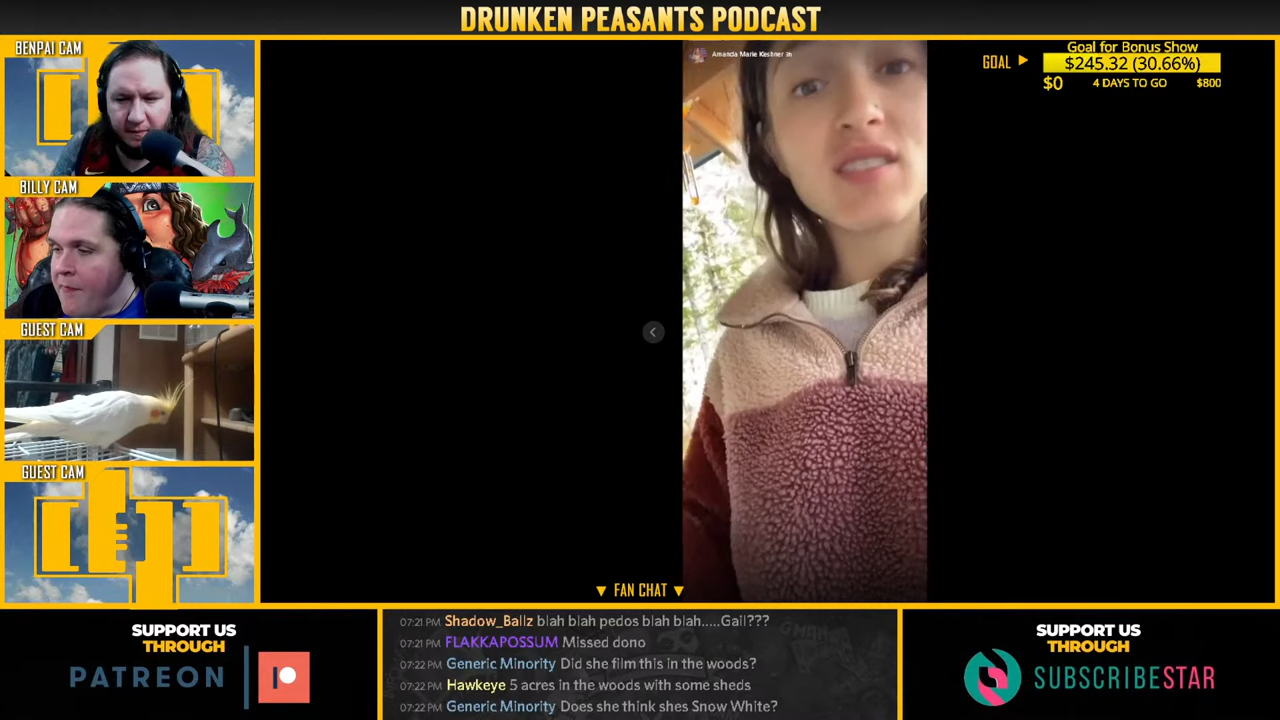 DRUNKEN PEASANTS PODCAST
BENPAI CAM
BILLY CAM
GUEST CAM
GUEST CAM
Amanda Marie Keshner
Goal for Bonus Show
GOAL
$245.32 (30.66%)
$0 4 DAYS TO GO $800
▼ FAN CHAT ▼
07:21 PM Shadow_Ballz blah blah pedos blah blah.....Gail???
07:21 PM FLAKKAPOSSUM Missed dono
07:22 PM Generic Minority Did she film this in the woods?
07:22 PM Hawkeye 5 acres in the woods with some sheds
07:22 PM Generic Minority Does she think shes Snow White?
SUPPORT US
THROUGH
PATREON
SUPPORT US
THROUGH
SUBSCRIBESTAR